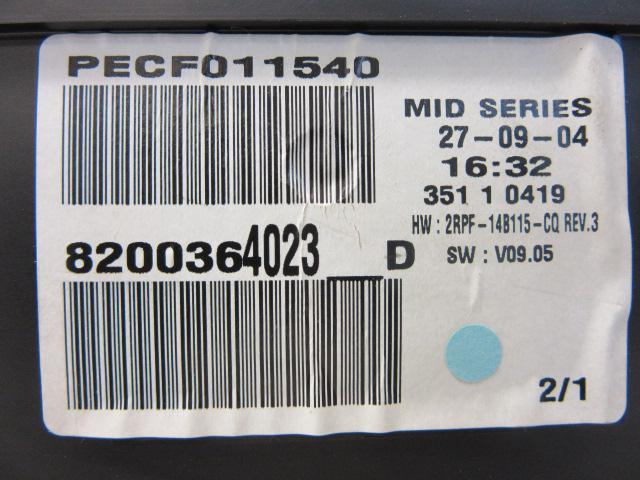 PECF011540
MID SERIES
27-09-04
16:32
351 1 0419
HW : 2RPF-14B115-CQ REV.3
8200364023__D
SW : V09.05
2/1